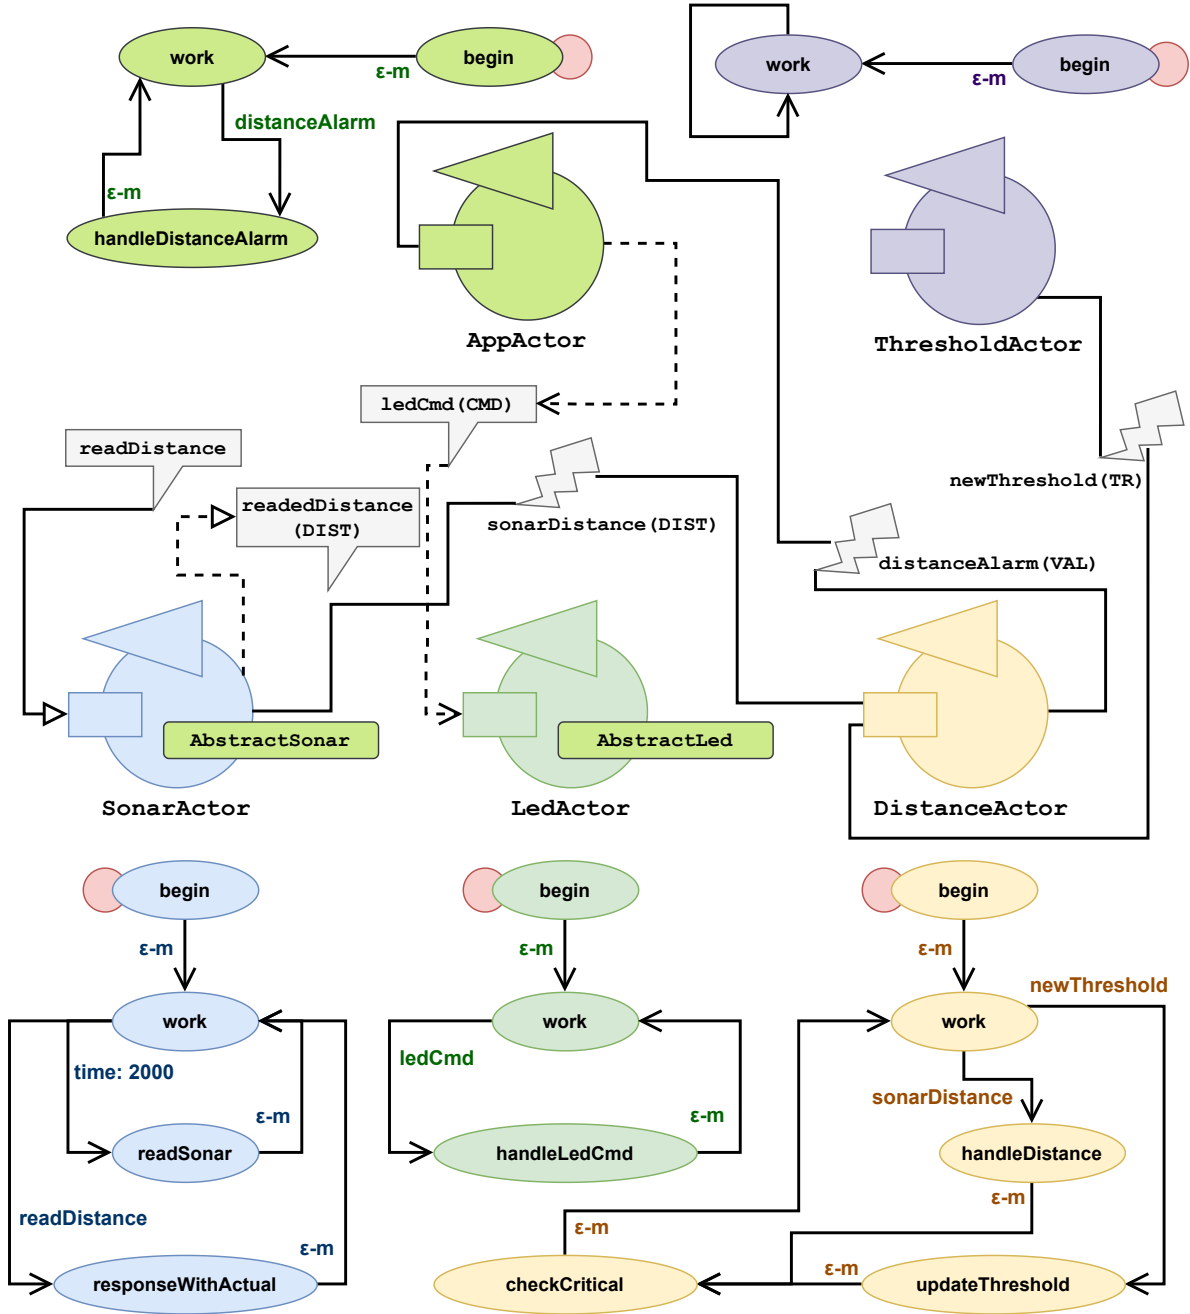 work
begin
ε-m
distanceAlarm
ε-m
handleDistanceAlarm
work
begin
ε-m
AppActor
ThresholdActor
ledCmd(CMD)
readDistance
readedDistance
(DIST)
sonarDistance(DIST)
newThreshold(TR)
distanceAlarm(VAL)
AbstractSonar
SonarActor
AbstractLed
LedActor
DistanceActor
begin
ε-m
work
time: 2000
ε-m
readSonar
readDistance
ε-m
responseWithActual
begin
ε-m
work
ledCmd
ε-m
handleLedCmd
begin
ε-m
newThreshold
work
sonarDistance
handleDistance
ε-m
ε-m
checkCritical
ε-m
updateThreshold